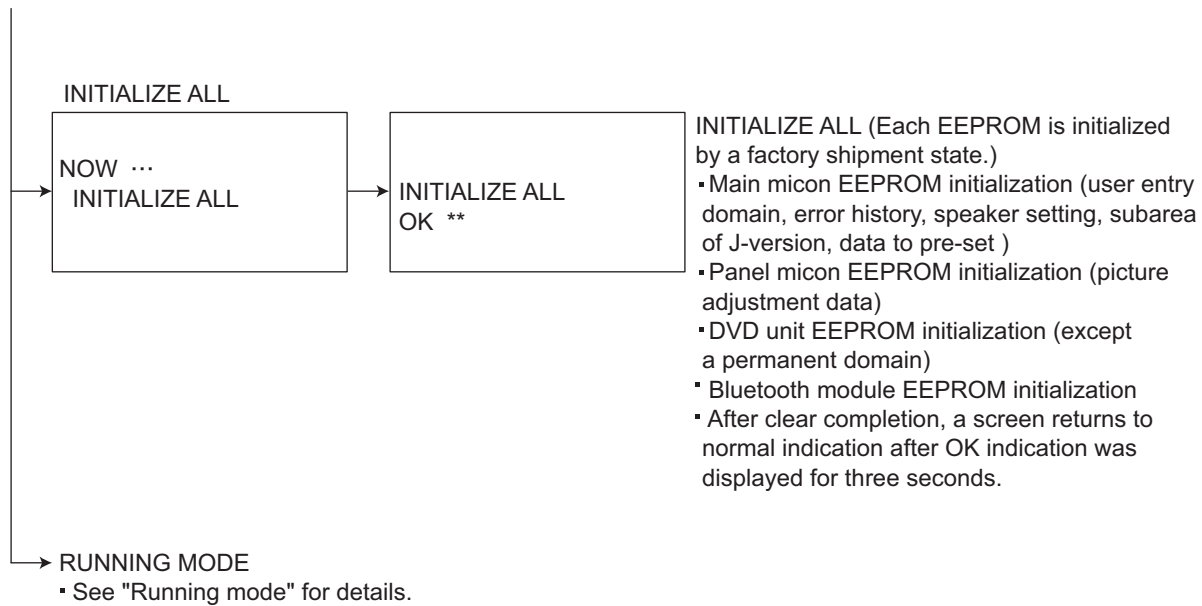 INITIALIZE ALL
NOW ···
INITIALIZE ALL
INITIALIZE ALL
OK **
INITIALIZE ALL (Each EEPROM is initialized
by a factory shipment state.)
▪Main micon EEPROM initialization (user entry
domain, error history, speaker setting, subarea
of J-version, data to pre-set )
▪Panel micon EEPROM initialization (picture
adjustment data)
▪DVD unit EEPROM initialization (except
a permanent domain)
▪ Bluetooth module EEPROM initialization
▪ After clear completion, a screen returns to
normal indication after OK indication was
displayed for three seconds.
RUNNING MODE
▪ See "Running mode" for details.